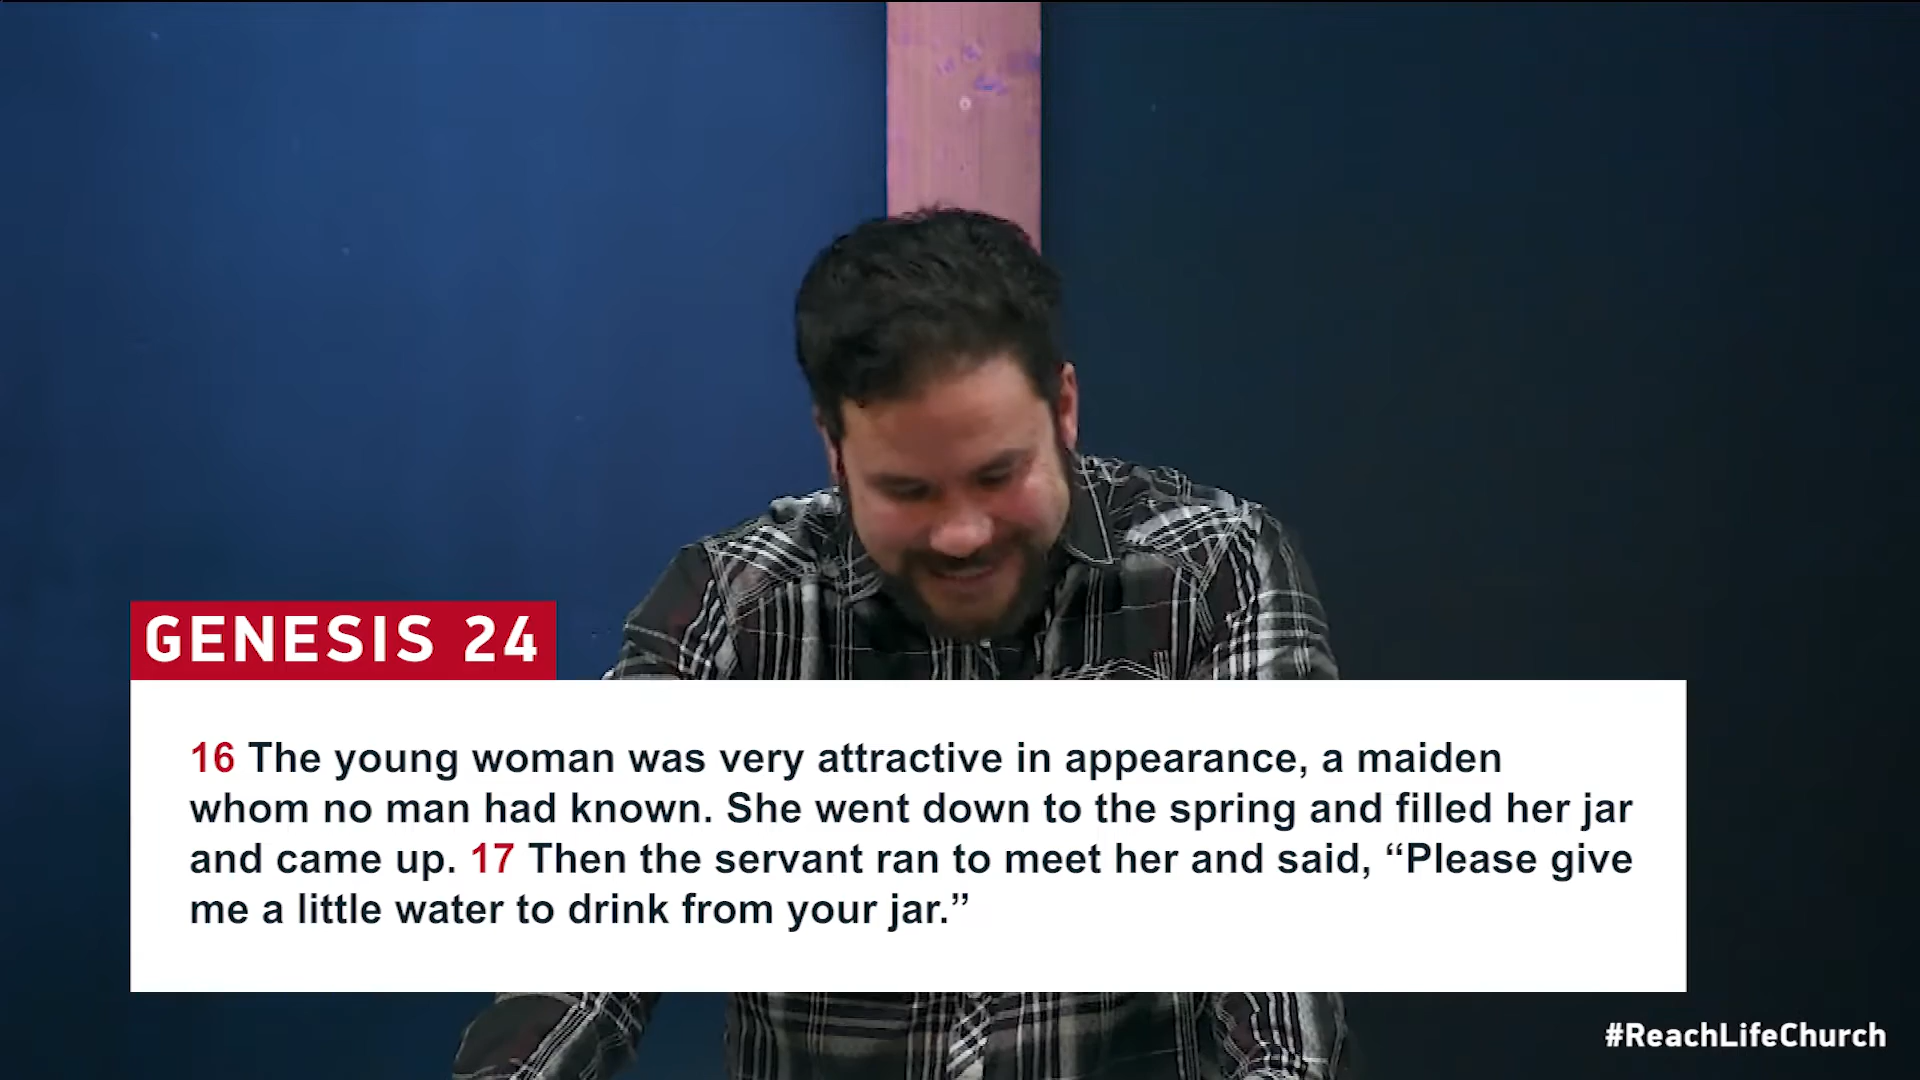 GENESIS 24
16 The young woman was very attractive in appearance, a maiden
whom no man had known. She went down to the spring and filled her jar
and came up. 17 Then the servant ran to meet her and said, “Please give
me a little water to drink from your jar.”
#ReachLifeChurch